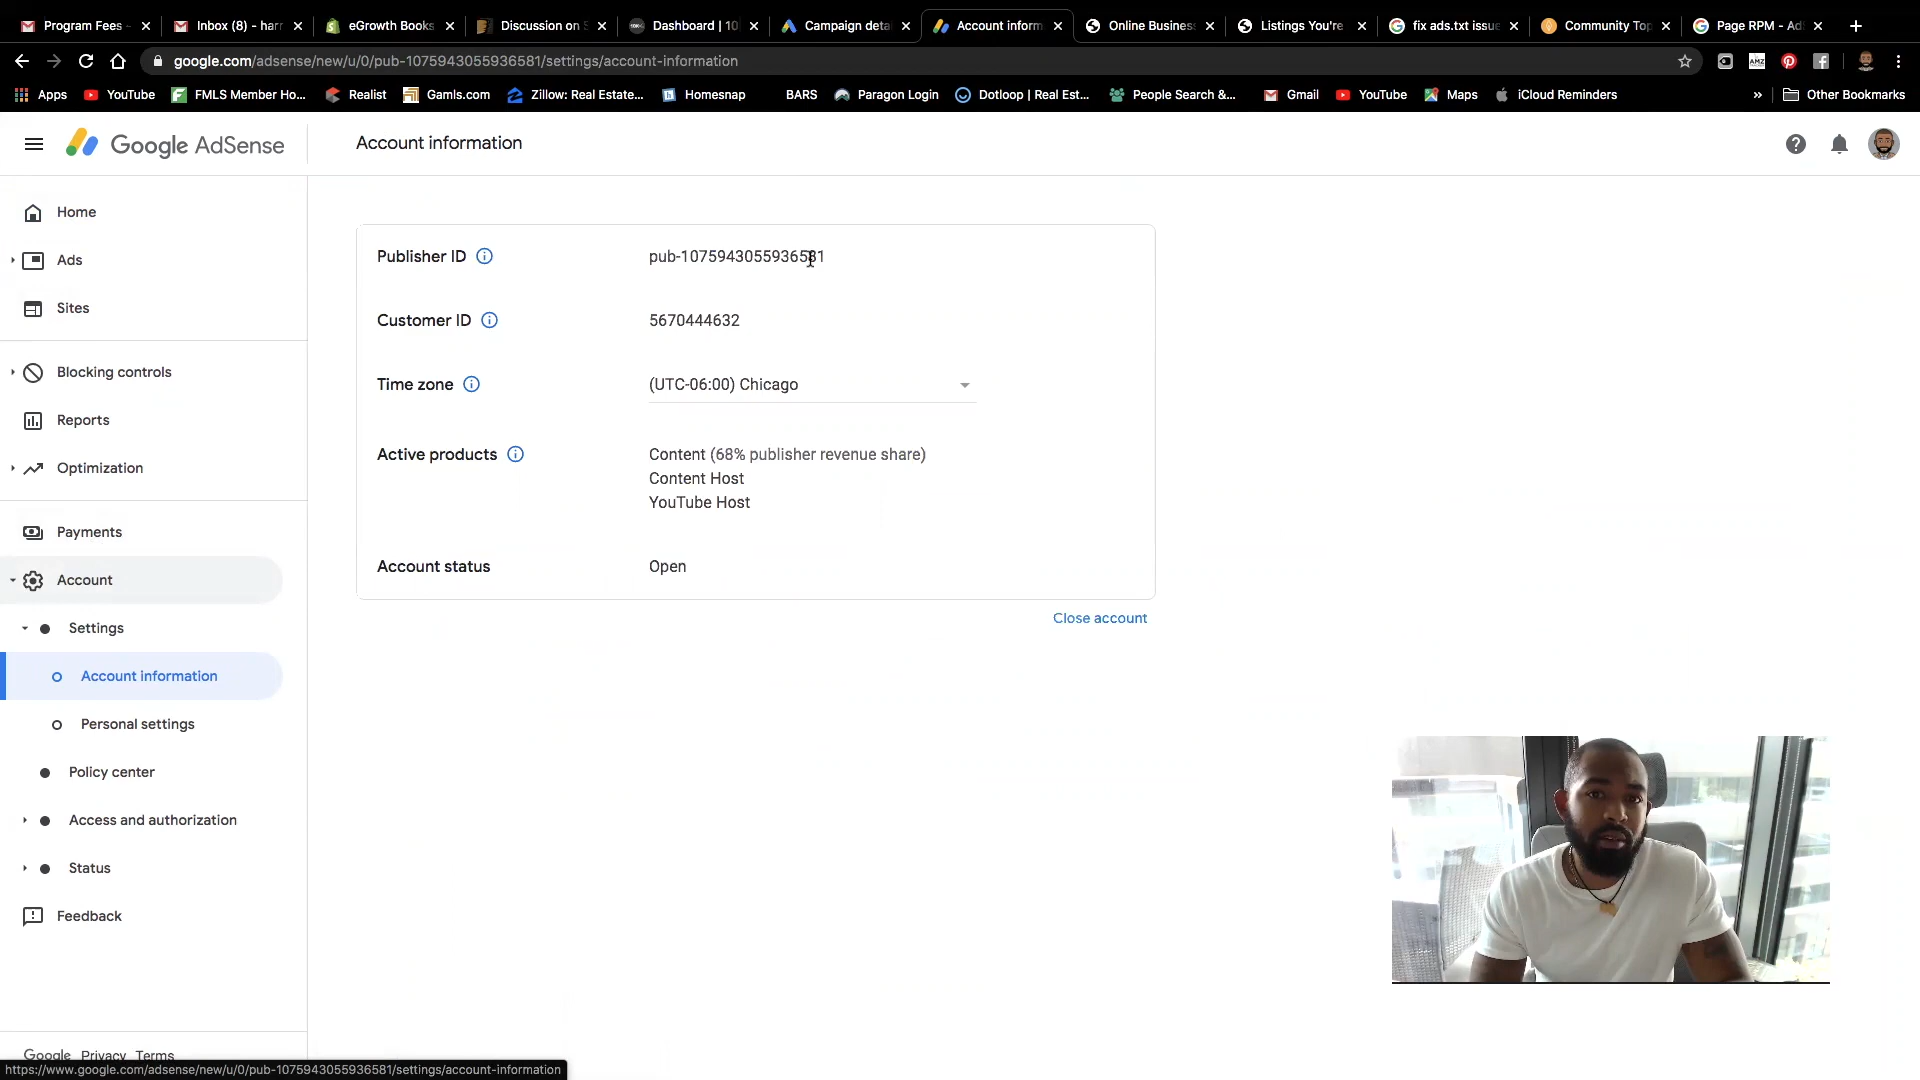 Program Fees -
Inbox (8) - harr
eGrowth Books
Discussion on S
Dashboard | 10
Campaign deta
Account inform
Online Business
Listings You're
fix ads.txt issue
Community Top
Page RPM - Ad
google.com/adsense/new/u/0/pub-1075943055936581/settings/account-information
Apps
YouTube
FMLS Member Ho...
Realist
Gamls.com
Zillow: Real Estate...
Homesnap
BARS
Paragon Login
Dotloop | Real Est...
People Search &...
Gmail
YouTube
Maps
iCloud Reminders
»
Other Bookmarks
Google AdSense
Account information
Home
Ads
Sites
Blocking controls
Reports
Optimization
Payments
Account
Settings
Account information
Personal settings
Policy center
Access and authorization
Status
Feedback
Google Privacy Terms
Publisher ID
pub-1075943055936581
Customer ID
5670444632
Time zone
(UTC-06:00) Chicago
Active products
Content (68% publisher revenue share)
Content Host
YouTube Host
Account status
Open
Close account
https://www.google.com/adsense/new/u/0/pub-1075943055936581/settings/account-information